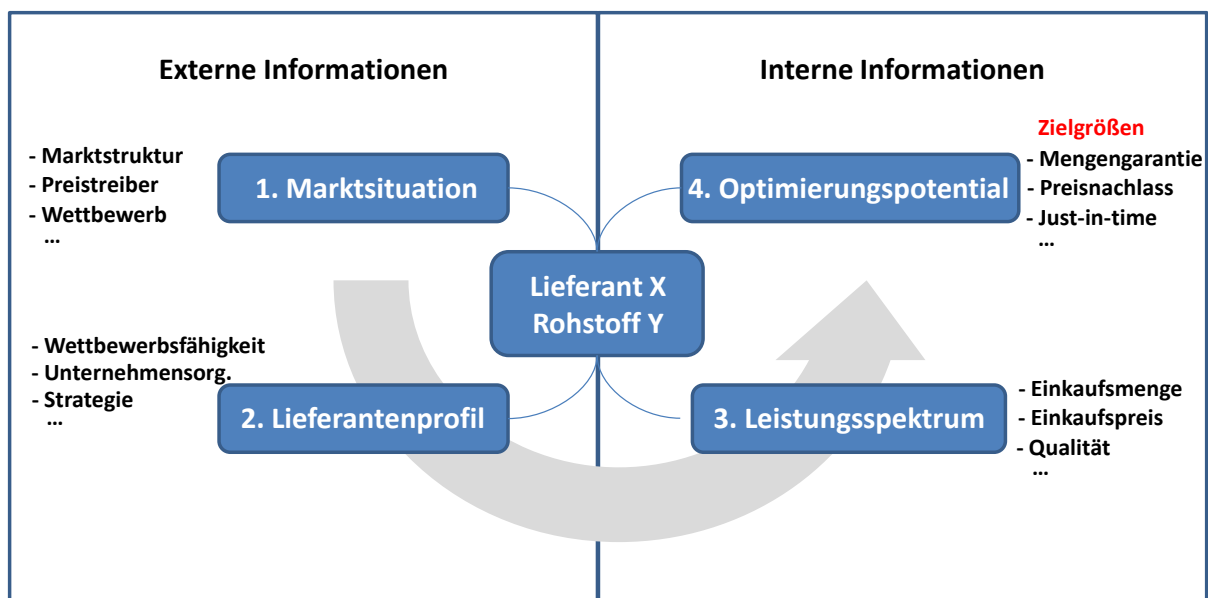 Externe Informationen
- Marktstruktur
- Preistreiber
- Wettbewerb
...
1. Marktsituation
- Wettbewerbsfähigkeit
- Unternehmensorg.
- Strategie
...
2. Lieferantenprofil
Lieferant X
Rohstoff Y
Interne Informationen
4. Optimierungspotential
Zielgrößen
- Mengengarantie
- Preisnachlass
- Just-in-time
...
3. Leistungsspektrum
- Einkaufsmenge
- Einkaufspreis
- Qualität
...